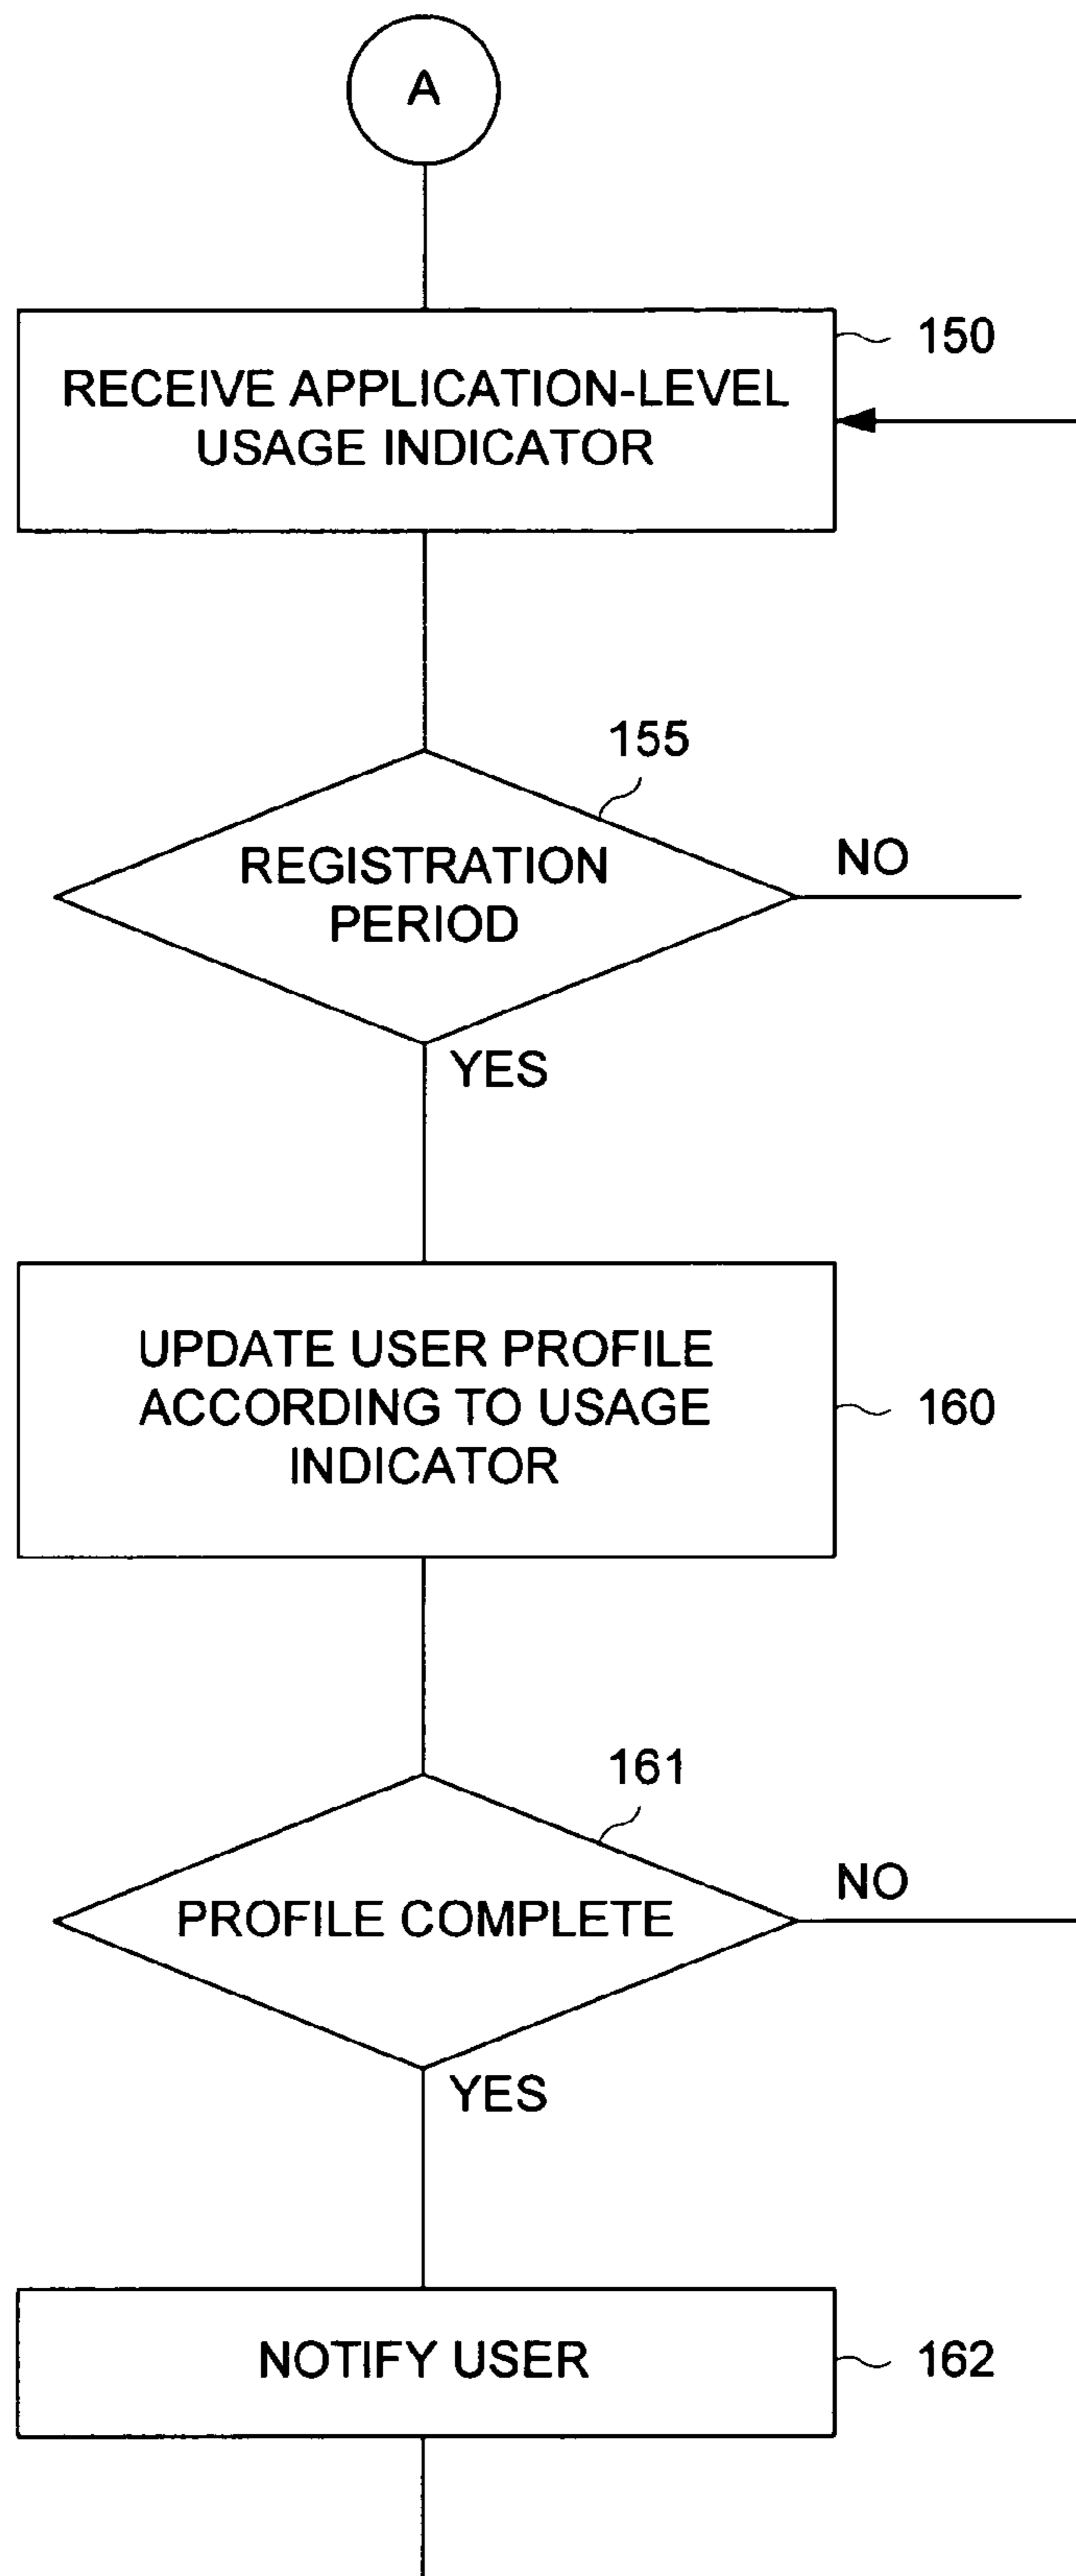 A
RECEIVE APPLICATION-LEVEL
USAGE INDICATOR
150
155
REGISTRATION
PERIOD
NO
YES
UPDATE USER PROFILE
ACCORDING TO USAGE
INDICATOR
160
161
PROFILE COMPLETE
NO
YES
NOTIFY USER
162